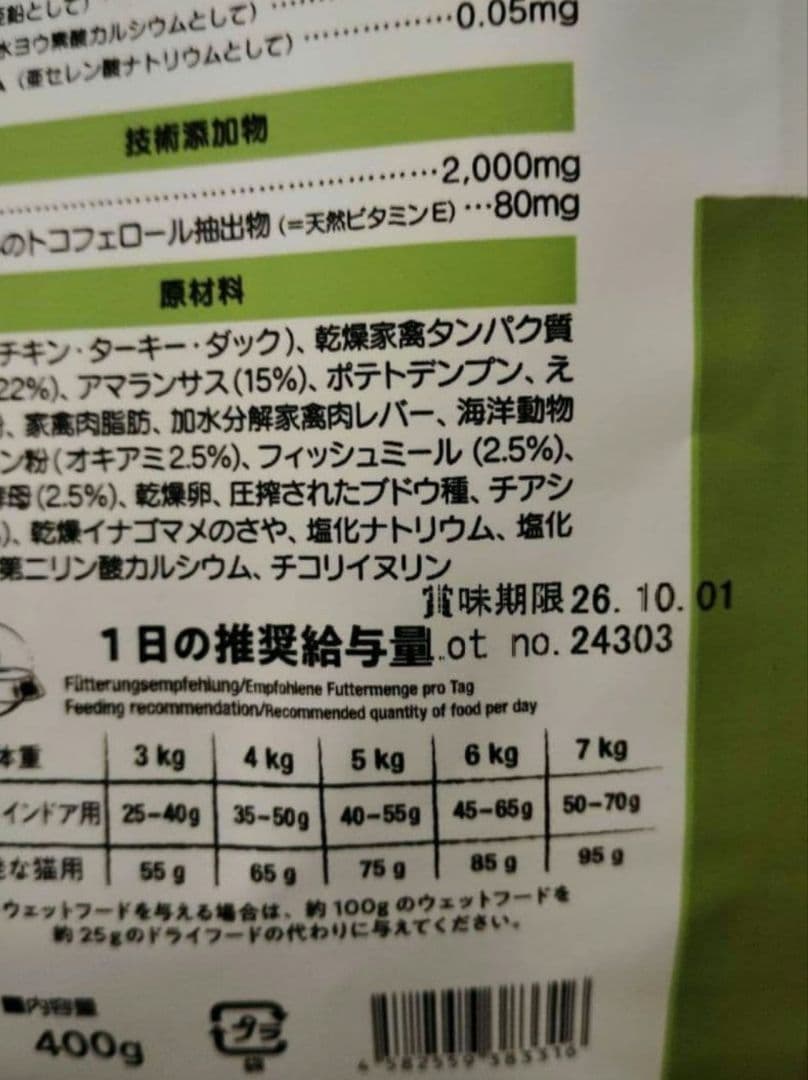 亜鉛として)
水ヨウ素酸カルシウムとして) ……………0.05mg
(亜セレン酸ナトリウムとして)
技術添加物
……………2,000mg
のトコフェロール抽出物 (=天然ビタミンE) …80mg
原材料
チキン・ターキー・ダック)、乾燥家禽タンパク質
22%)、アマランサス(15%)、ポテトデンプン、え
、家禽肉脂肪、加水分解家禽肉レバー、海洋動物
ン粉(オキアミ2.5%)、フィッシュミール (2.5%)、
酵母(2.5%)、乾燥卵、圧搾されたブドウ種、チアシ
)、乾燥イナゴマメのさや、塩化ナトリウム、塩化
第二リン酸カルシウム、チコリイヌリン
賞味期限 26. 10. 01
1日の推奨給与量 ot no. 24303
Fütterungsempfehlung/Empfohlene Futtermenge pro Tag
Feeding recommendation/Recommended quantity of food per day
体重 3 kg 4 kg 5 kg 6 kg 7 kg
インドア用 25-40g 35-50g 40-55g 45-65g 50-70g
な猫用 55 g 65 g 75 g 85 g 95 g
ウェットフードを与える場合は、約100gのウェットフードを
約25gのドライフードの代わりに与えてください。
■内容量
400g
プラ